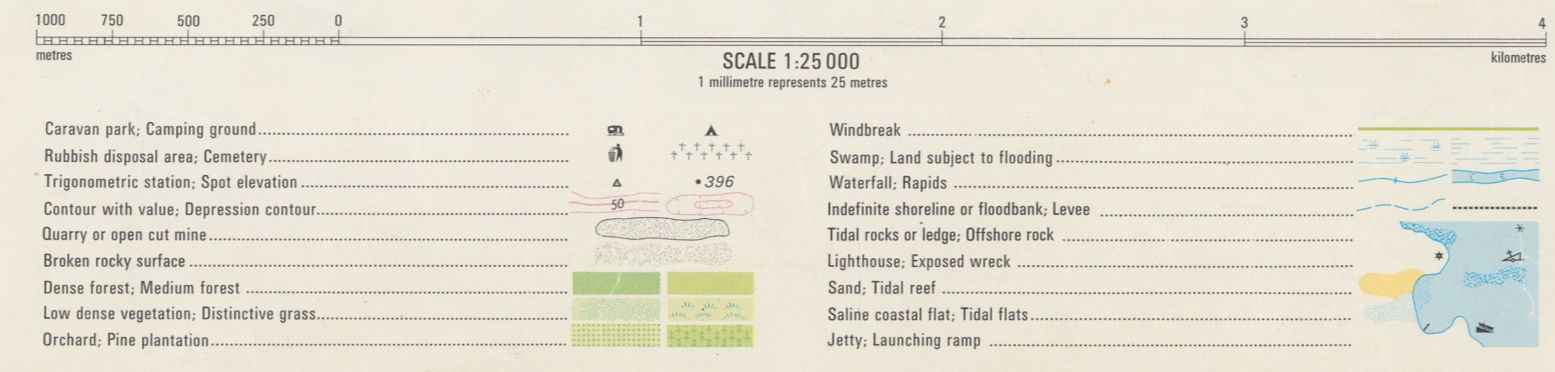 1000 750 500 250 0 1 2 3 4
metres kilometres
SCALE 1:25 000
1 millimetre represents 25 metres
Caravan park; Camping ground
Rubbish disposal area; Cemetery
Trigonometric station; Spot elevation •396
Contour with value; Depression contour 50
Quarry or open cut mine
Broken rocky surface
Dense forest; Medium forest
Low dense vegetation; Distinctive grass
Orchard; Pine plantation
Windbreak
Swamp; Land subject to flooding
Waterfall; Rapids
Indefinite shoreline or floodbank; Levee
Tidal rocks or ledge; Offshore rock
Lighthouse; Exposed wreck
Sand; Tidal reef
Saline coastal flat; Tidal flats
Jetty; Launching ramp